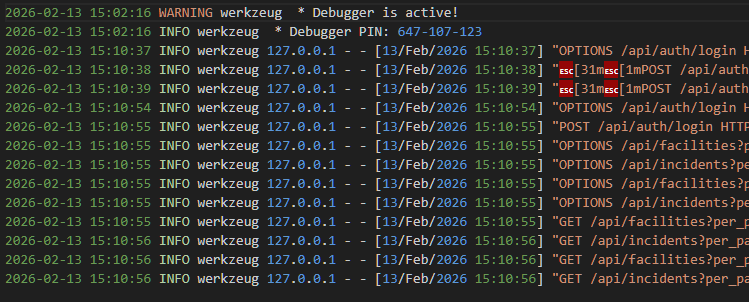 2026-02-13 15:02:16 WARNING werkzeug  * Debugger is active!
2026-02-13 15:02:16 INFO werkzeug  * Debugger PIN: 647-107-123
2026-02-13 15:10:37 INFO werkzeug 127.0.0.1 - - [13/Feb/2026 15:10:37] "OPTIONS /api/auth/login H
2026-02-13 15:10:38 INFO werkzeug 127.0.0.1 - - [13/Feb/2026 15:10:38] "ESC[31mESC[1mPOST /api/auth
2026-02-13 15:10:39 INFO werkzeug 127.0.0.1 - - [13/Feb/2026 15:10:39] "ESC[31mESC[1mPOST /api/auth
2026-02-13 15:10:54 INFO werkzeug 127.0.0.1 - - [13/Feb/2026 15:10:54] "OPTIONS /api/auth/login H
2026-02-13 15:10:55 INFO werkzeug 127.0.0.1 - - [13/Feb/2026 15:10:55] "POST /api/auth/login HTTP
2026-02-13 15:10:55 INFO werkzeug 127.0.0.1 - - [13/Feb/2026 15:10:55] "OPTIONS /api/facilities?p
2026-02-13 15:10:55 INFO werkzeug 127.0.0.1 - - [13/Feb/2026 15:10:55] "OPTIONS /api/incidents?pe
2026-02-13 15:10:55 INFO werkzeug 127.0.0.1 - - [13/Feb/2026 15:10:55] "OPTIONS /api/facilities?p
2026-02-13 15:10:55 INFO werkzeug 127.0.0.1 - - [13/Feb/2026 15:10:55] "OPTIONS /api/incidents?pe
2026-02-13 15:10:55 INFO werkzeug 127.0.0.1 - - [13/Feb/2026 15:10:55] "GET /api/facilities?per_p
2026-02-13 15:10:56 INFO werkzeug 127.0.0.1 - - [13/Feb/2026 15:10:56] "GET /api/incidents?per_pa
2026-02-13 15:10:56 INFO werkzeug 127.0.0.1 - - [13/Feb/2026 15:10:56] "GET /api/facilities?per_p
2026-02-13 15:10:56 INFO werkzeug 127.0.0.1 - - [13/Feb/2026 15:10:56] "GET /api/incidents?per_pa